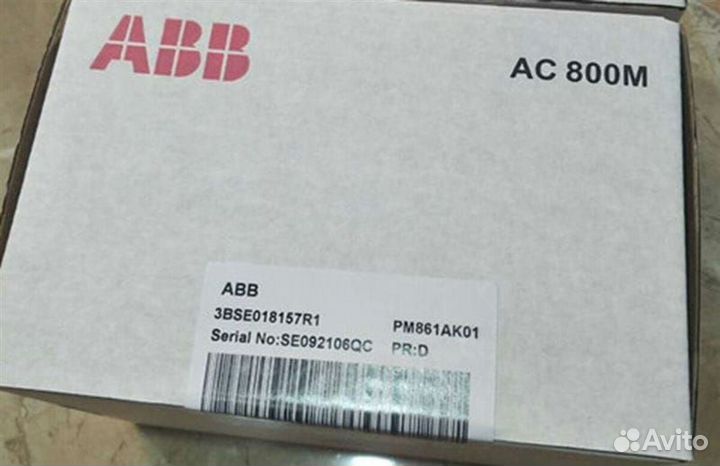 ABB
AC 800M
ABB
3BSE018157R1 PM861AK01
Serial No:SE092106QC PR:D
Avito